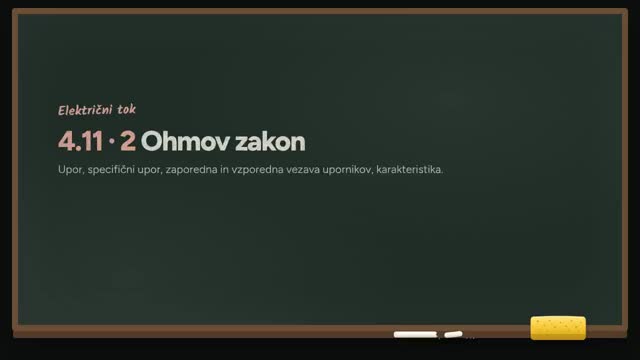 Električni tok
4.11 · 2 Ohmov zakon
Upor, specifični upor, zaporedna in vzporedna vezava upornikov, karakteristika.